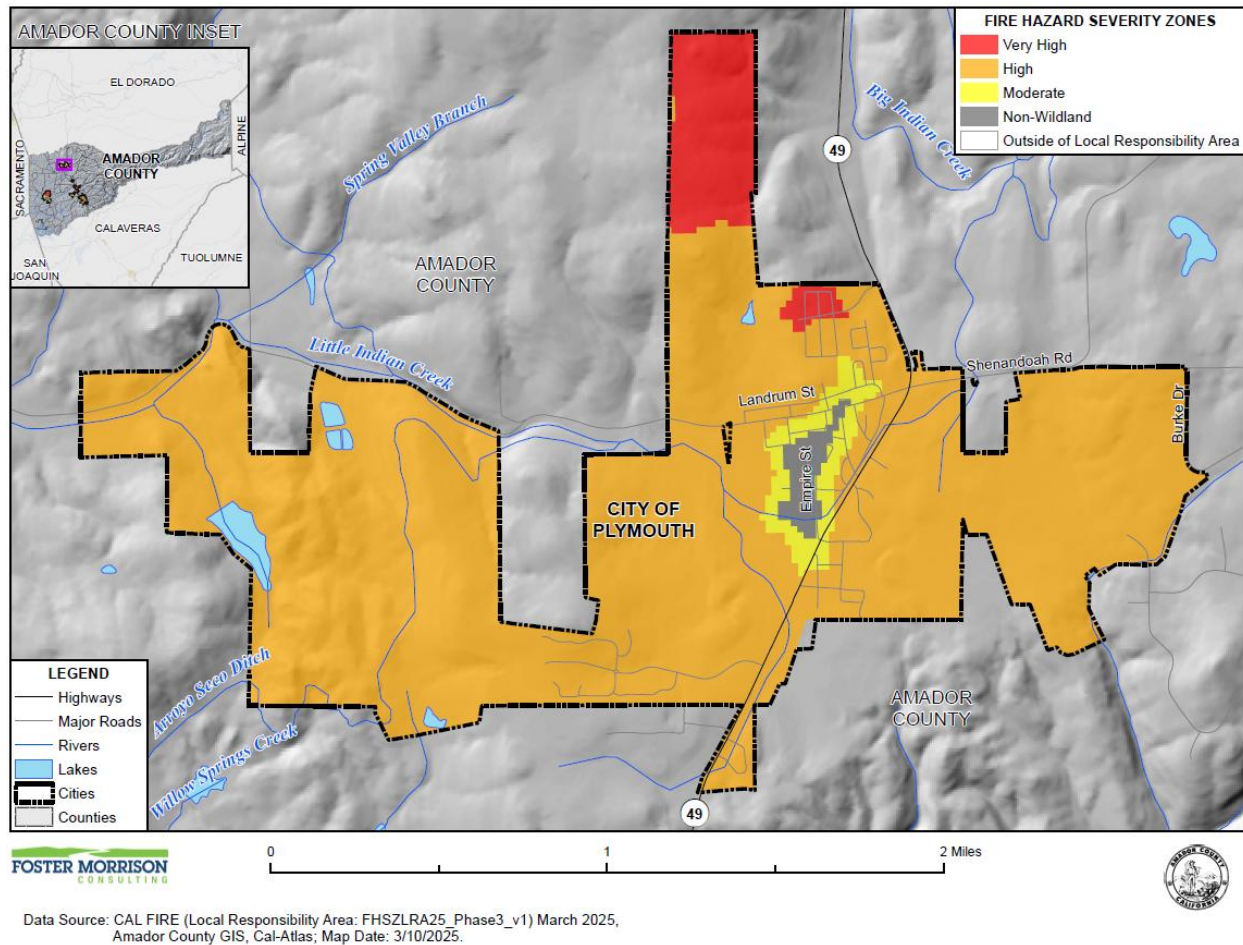 AMADOR COUNTY INSET
EL DORADO
ALPINE
SACRAMENTO
AMADOR
COUNTY
CALAVERAS
TUOLUMNE
SAN
JOAQUIN
FIRE HAZARD SEVERITY ZONES
Very High
High
Moderate
Non-Wildland
Outside of Local Responsibility Area
Spring Valley Branch
Big Indian Creek
49
AMADOR
COUNTY
Little Indian Creek
Shenandoah Rd
Landrum St
Burke Dr
Empire St
CITY OF
PLYMOUTH
Arroyo Seco Ditch
Willow Springs Creek
AMADOR
COUNTY
49
LEGEND
Highways
Major Roads
Rivers
Lakes
Cities
Counties
FOSTER MORRISON
CONSULTING
0
1
2 Miles
AMADOR COUNTY
CALIFORNIA
Data Source: CAL FIRE (Local Responsibility Area: FHSZLRA25_Phase3_v1) March 2025,
Amador County GIS, Cal-Atlas; Map Date: 3/10/2025.